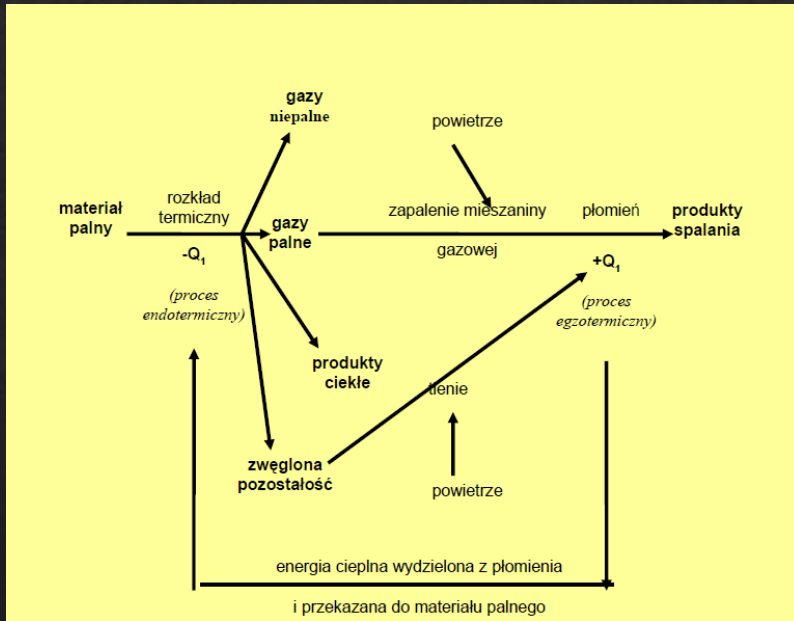 gazy
niepalne
powietrze
materiał
palny
rozkład
termiczny
gazy
palne
zapalenie mieszaniny
gazowej
płomień
produkty
spalania
-Q1
(proces
endotermiczny)
+Q1
(proces
egzotermiczny)
produkty
ciekłe
tlenie
zwęglona
pozostałość
powietrze
energia cieplna wydzielona z płomienia
i przekazana do materiału palnego